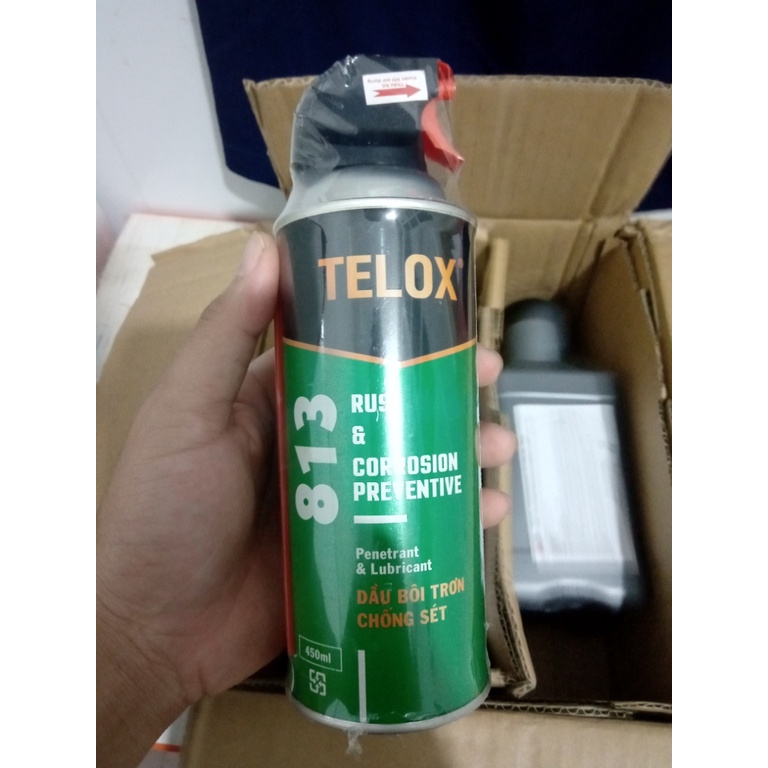 TELOX
813
RUST
&
CORROSION
PREVENTIVE
Penetrant
& Lubricant
DẦU BÔI TRƠN
CHỐNG SÉT
450ml